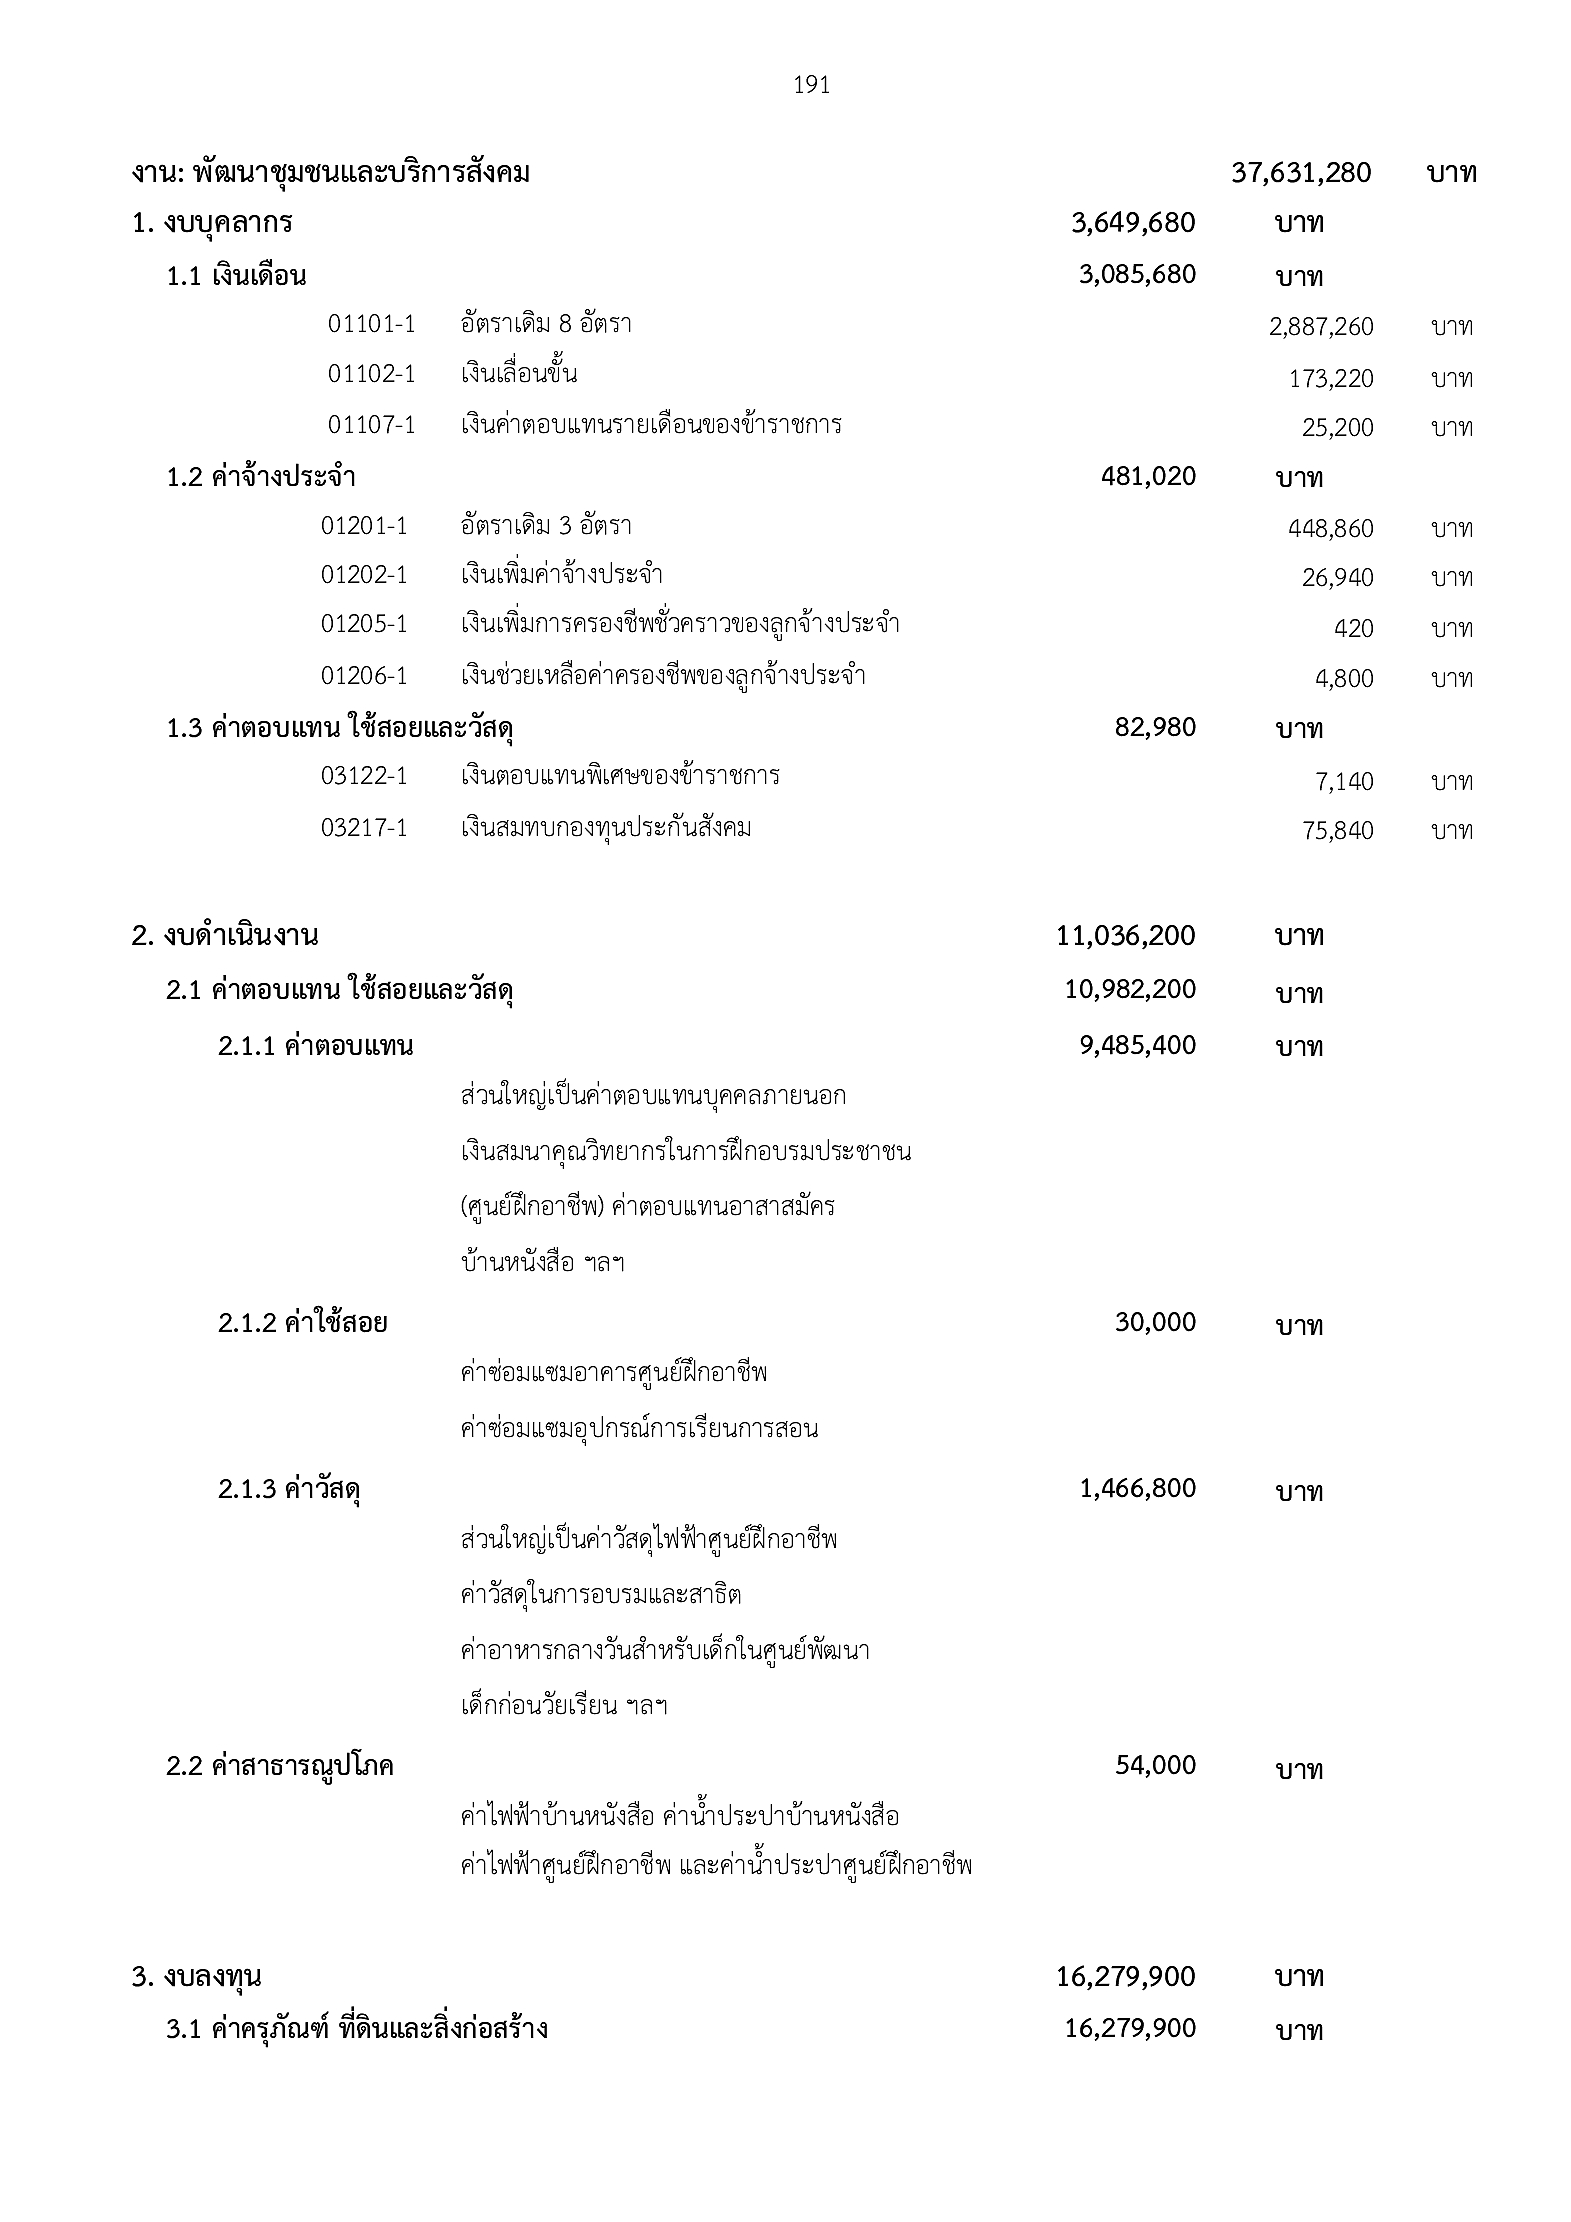 191
งาน: พัฒนาชุมชนและบริการสังคม 37,631,280 บาท
1. งบบุคลากร 3,649,680 บาท
1.1 เงินเดือน 3,085,680 บาท
01101-1 อัตราเดิม 8 อัตรา 2,887,260 บาท
01102-1 เงินเลื่อนขั้น 173,220 บาท
01107-1 เงินค่าตอบแทนรายเดือนของข้าราชการ 25,200 บาท
1.2 ค่าจ้างประจำ 481,020 บาท
01201-1 อัตราเดิม 3 อัตรา 448,860 บาท
01202-1 เงินเพิ่มค่าจ้างประจำ 26,940 บาท
01205-1 เงินเพิ่มการครองชีพชั่วคราวของลูกจ้างประจำ 420 บาท
01206-1 เงินช่วยเหลือค่าครองชีพของลูกจ้างประจำ 4,800 บาท
1.3 ค่าตอบแทน ใช้สอยและวัสดุ 82,980 บาท
03122-1 เงินตอบแทนพิเศษของข้าราชการ 7,140 บาท
03217-1 เงินสมทบกองทุนประกันสังคม 75,840 บาท
2. งบดำเนินงาน 11,036,200 บาท
2.1 ค่าตอบแทน ใช้สอยและวัสดุ 10,982,200 บาท
2.1.1 ค่าตอบแทน 9,485,400 บาท
ส่วนใหญ่เป็นค่าตอบแทนบุคคลภายนอก
เงินสมนาคุณวิทยากรในการฝึกอบรมประชาชน
(ศูนย์ฝึกอาชีพ) ค่าตอบแทนอาสาสมัคร
บ้านหนังสือ ฯลฯ
2.1.2 ค่าใช้สอย 30,000 บาท
ค่าซ่อมแซมอาคารศูนย์ฝึกอาชีพ
ค่าซ่อมแซมอุปกรณ์การเรียนการสอน
2.1.3 ค่าวัสดุ 1,466,800 บาท
ส่วนใหญ่เป็นค่าวัสดุไฟฟ้าศูนย์ฝึกอาชีพ
ค่าวัสดุในการอบรมและสาธิต
ค่าอาหารกลางวันสำหรับเด็กในศูนย์พัฒนา
เด็กก่อนวัยเรียน ฯลฯ
2.2 ค่าสาธารณูปโภค 54,000 บาท
ค่าไฟฟ้าบ้านหนังสือ ค่าน้ำประปาบ้านหนังสือ
ค่าไฟฟ้าศูนย์ฝึกอาชีพ และค่าน้ำประปาศูนย์ฝึกอาชีพ
3. งบลงทุน 16,279,900 บาท
3.1 ค่าครุภัณฑ์ ที่ดินและสิ่งก่อสร้าง 16,279,900 บาท